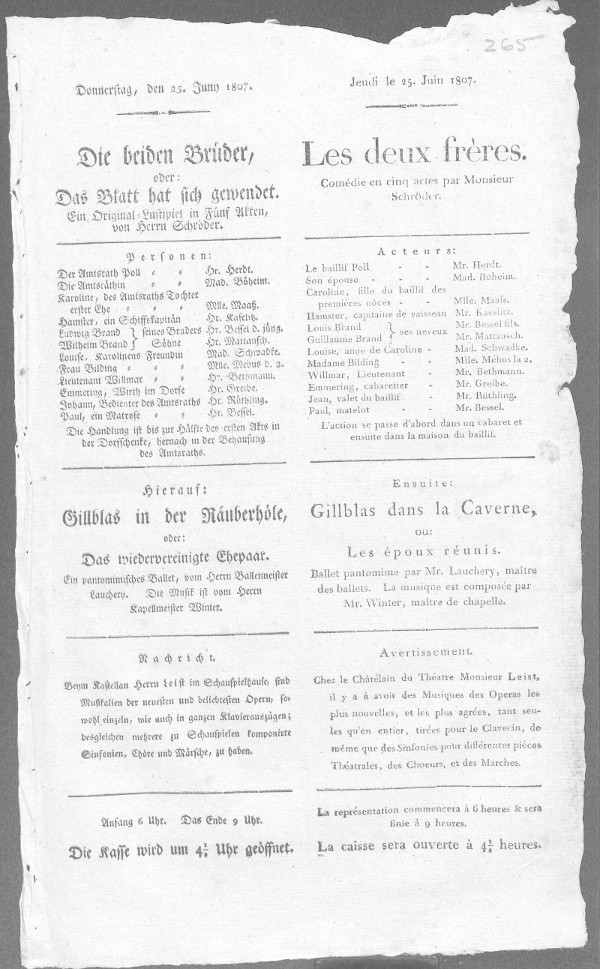 265
Donnerstag, den 25. Juny 1807.
Die beiden Brüder,
oder:
Das Blatt hat sich gewendet.
Ein Original-Lustspiel in Fünf Akten,
von Herrn Schröder.
Personen:
Der Amtsrath Poll - - Hr. Herdt.
Die Amtsräthin - - Mad. Böheim.
Karoline, des Amtsraths Tochter
erster Ehe - - Mlle. Maaß.
Hamster, ein Schiffskapitän Hr. Kaselitz.
Ludwig Brand } seines Bruders Hr. Bessel d. jüng.
Wilhelm Brand } Söhne Hr. Mattausch.
Louise, Karolinens Freundin Mad. Schwadke.
Frau Bilding - - Mlle. Mebus d. 2.
Lieutenant Willmar - - Hr. Bethmann.
Emmering, Wirth im Dorfe Hr. Greibe.
Johann, Bedienter des Amtsraths Hr. Rüthling.
Paul, ein Matrose - - Hr. Bessel.
Die Handlung ist bis zur Hälfte des ersten Akts in
der Dorfschenke, hernach in der Behausung
des Amtsraths.
Hierauf:
Gillblas in der Räuberhöle,
oder:
Das wiedervereinigte Ehepaar.
Ein pantomimisches Ballet, vom Herrn Balletmeister
Lauchery. Die Musik ist vom Herrn
Kapellmeister Winter.
Nachricht.
Beym Kastellan Herrn Leist im Schauspielhause, sind
Musikalien der neuesten und beliebtesten Opern, so-
wohl einzeln, wie auch in ganzen Klavierauszügen;
desgleichen mehrere zu Schauspielen komponirte
Sinfonien, Chöre und Märsche, zu haben.
Anfang 6 Uhr. Das Ende 9 Uhr.
Die Kasse wird um 4½ Uhr geöffnet.
Jeudi le 25. Juin 1807.
Les deux frères.
Comédie en cinq actes par Monsieur
Schröder.
Acteurs:
Le baillif Poll - - Mr. Herdt.
Son épouse - - Mad. Böheim.
Caroline, fille du baillif des
premières nôces - - Mlle. Maafs.
Hamster, capitaine de vaisseau Mr. Kaselitz.
Louis Brand } ses neveux Mr. Bessel fils.
Guillaume Brand } Mr. Mattausch.
Louise, amie de Caroline - Mad. Schwadke.
Madame Bilding - - Mlle. Mébus la 2.
Willmar, Lieutenant - Mr. Bethmann.
Emmering, cabaretier - Mr. Greibe.
Jean, valet du baillif - Mr. Rüthling.
Paul, matelot - - Mr. Bessel.
L'action se passe d'abord dans un cabaret et
ensuite dans la maison du baillif.
Ensuite:
Gillblas dans la Caverne,
ou:
Les époux réunis.
Ballet pantomime par Mr. Lauchery, maître
des ballets. La musique est composée par
Mr. Winter, maître de chapelle.
Avertissement.
Chez le Châtelain du Théatre Monsieur Leist,
il y a à avoir des Musiques des Operas les
plus nouvelles, et les plus agrées, tant seu-
les qu'en entier, tirées pour le Clavecin, de
même que des Sinfonies pour différentes pièces
Théatrales, des Choeurs, et des Marches.
La représentation commencera à 6 heures & sera
finie à 9 heures.
La caisse sera ouverte à 4½ heures.